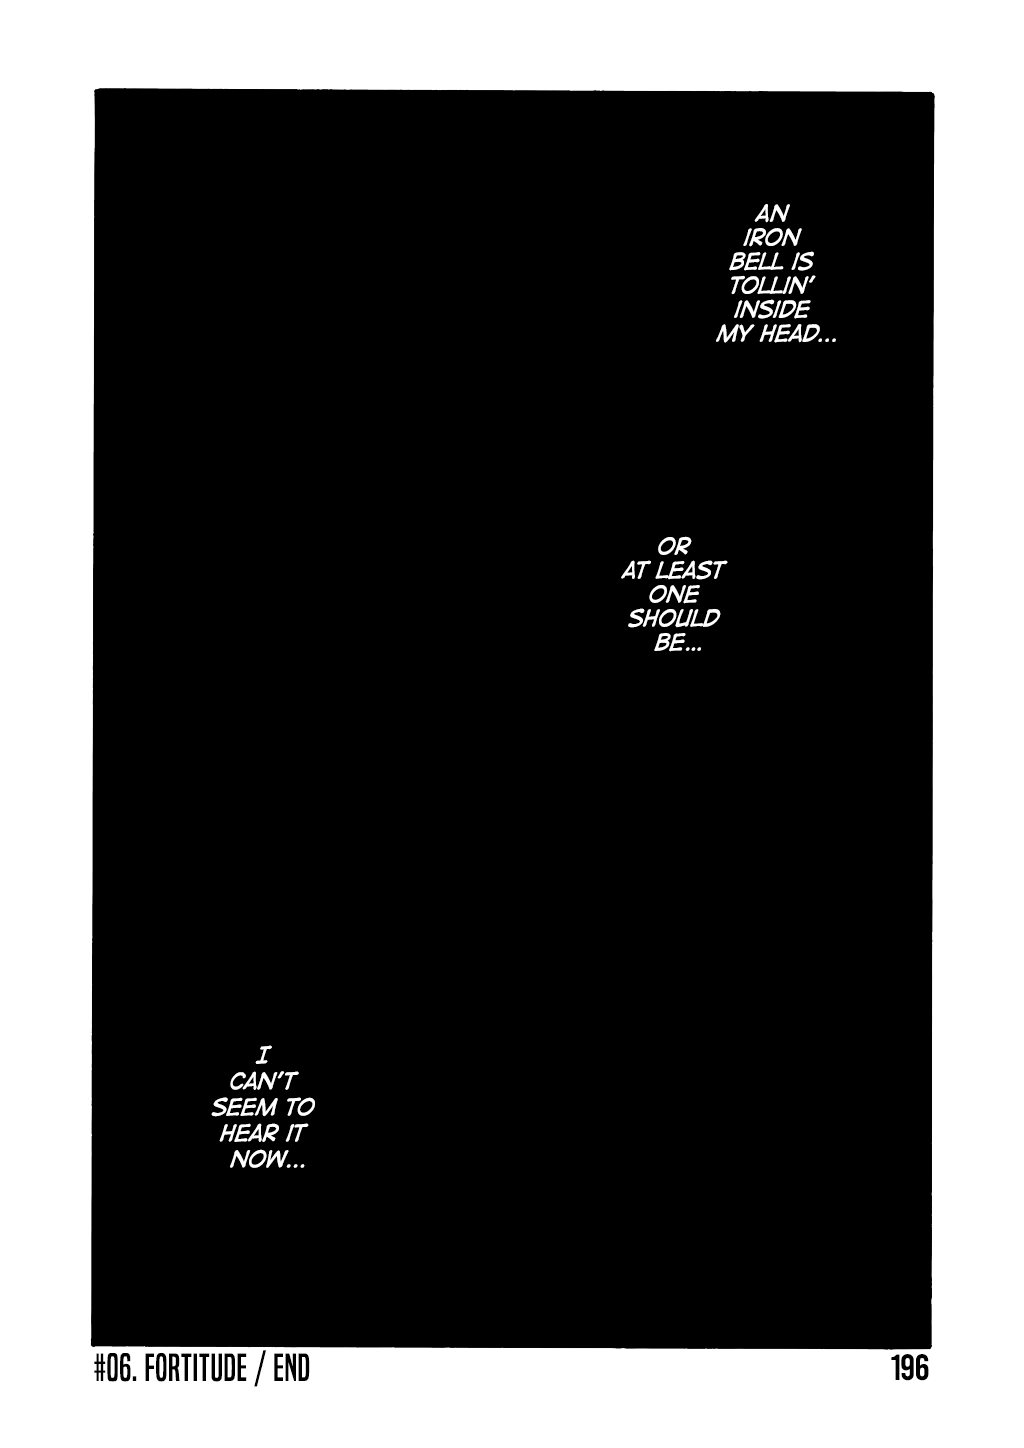 AN
IRON
BELL IS
TOLLIN'
INSIDE
MY HEAD...
OR
AT LEAST
ONE
SHOULD
BE...
I
CAN'T
SEEM TO
HEAR IT
NOW...
#06. FORTITUDE / END
196